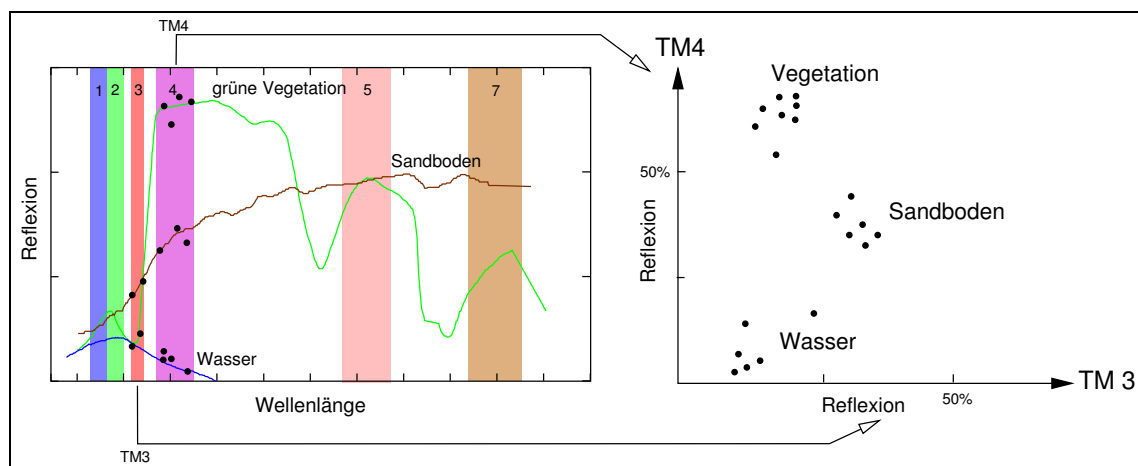 TM4
1 2 3 4 grüne Vegetation 5 7
Sandboden
Reflexion
Wasser
Wellenlänge
TM3
TM4
Vegetation
50%
Sandboden
Reflexion
Wasser
TM 3
Reflexion 50%